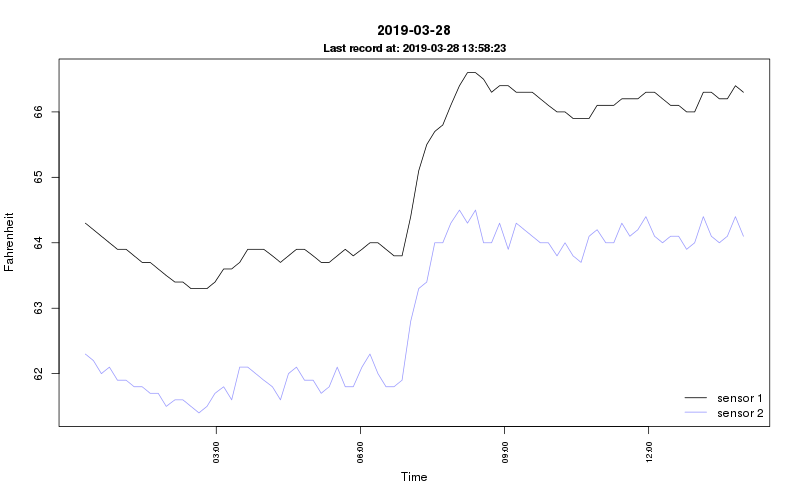 2019-03-28
Last record at: 2019-03-28 13:58:23
Fahrenheit
66
65
64
63
62
03:00
06:00
09:00
12:00
Time
sensor 1
sensor 2